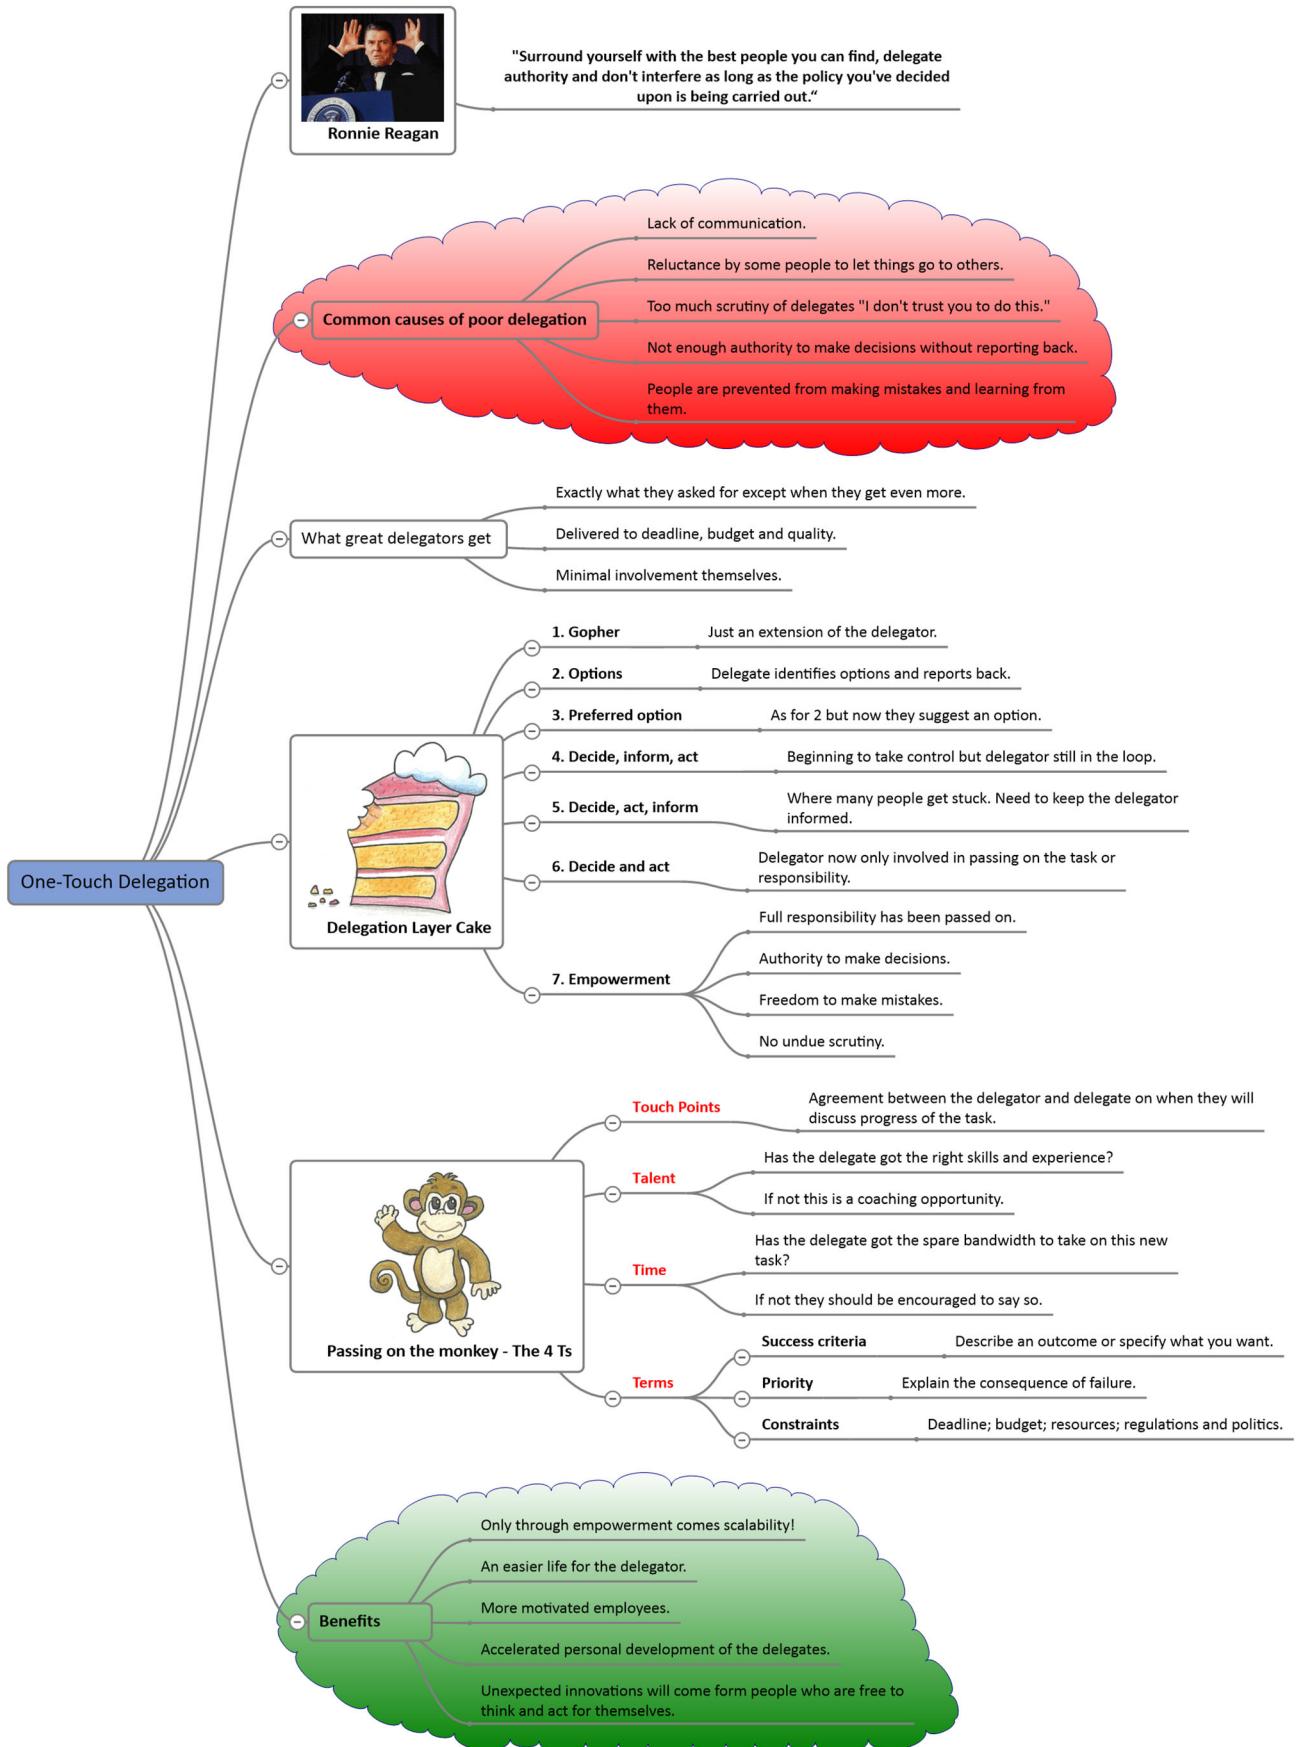 Ronnie Reagan
"Surround yourself with the best people you can find, delegate
authority and don't interfere as long as the policy you've decided
upon is being carried out.“
Common causes of poor delegation
Lack of communication.
Reluctance by some people to let things go to others.
Too much scrutiny of delegates "I don't trust you to do this."
Not enough authority to make decisions without reporting back.
People are prevented from making mistakes and learning from
them.
What great delegators get
Exactly what they asked for except when they get even more.
Delivered to deadline, budget and quality.
Minimal involvement themselves.
One-Touch Delegation
Delegation Layer Cake
1. Gopher
Just an extension of the delegator.
2. Options
Delegate identifies options and reports back.
3. Preferred option
As for 2 but now they suggest an option.
4. Decide, inform, act
Beginning to take control but delegator still in the loop.
5. Decide, act, inform
Where many people get stuck. Need to keep the delegator
informed.
6. Decide and act
Delegator now only involved in passing on the task or
responsibility.
7. Empowerment
Full responsibility has been passed on.
Authority to make decisions.
Freedom to make mistakes.
No undue scrutiny.
Passing on the monkey - The 4 Ts
Touch Points
Agreement between the delegator and delegate on when they will
discuss progress of the task.
Talent
Has the delegate got the right skills and experience?
If not this is a coaching opportunity.
Time
Has the delegate got the spare bandwidth to take on this new
task?
If not they should be encouraged to say so.
Terms
Success criteria
Describe an outcome or specify what you want.
Priority
Explain the consequence of failure.
Constraints
Deadline; budget; resources; regulations and politics.
Benefits
Only through empowerment comes scalability!
An easier life for the delegator.
More motivated employees.
Accelerated personal development of the delegates.
Unexpected innovations will come form people who are free to
think and act for themselves.